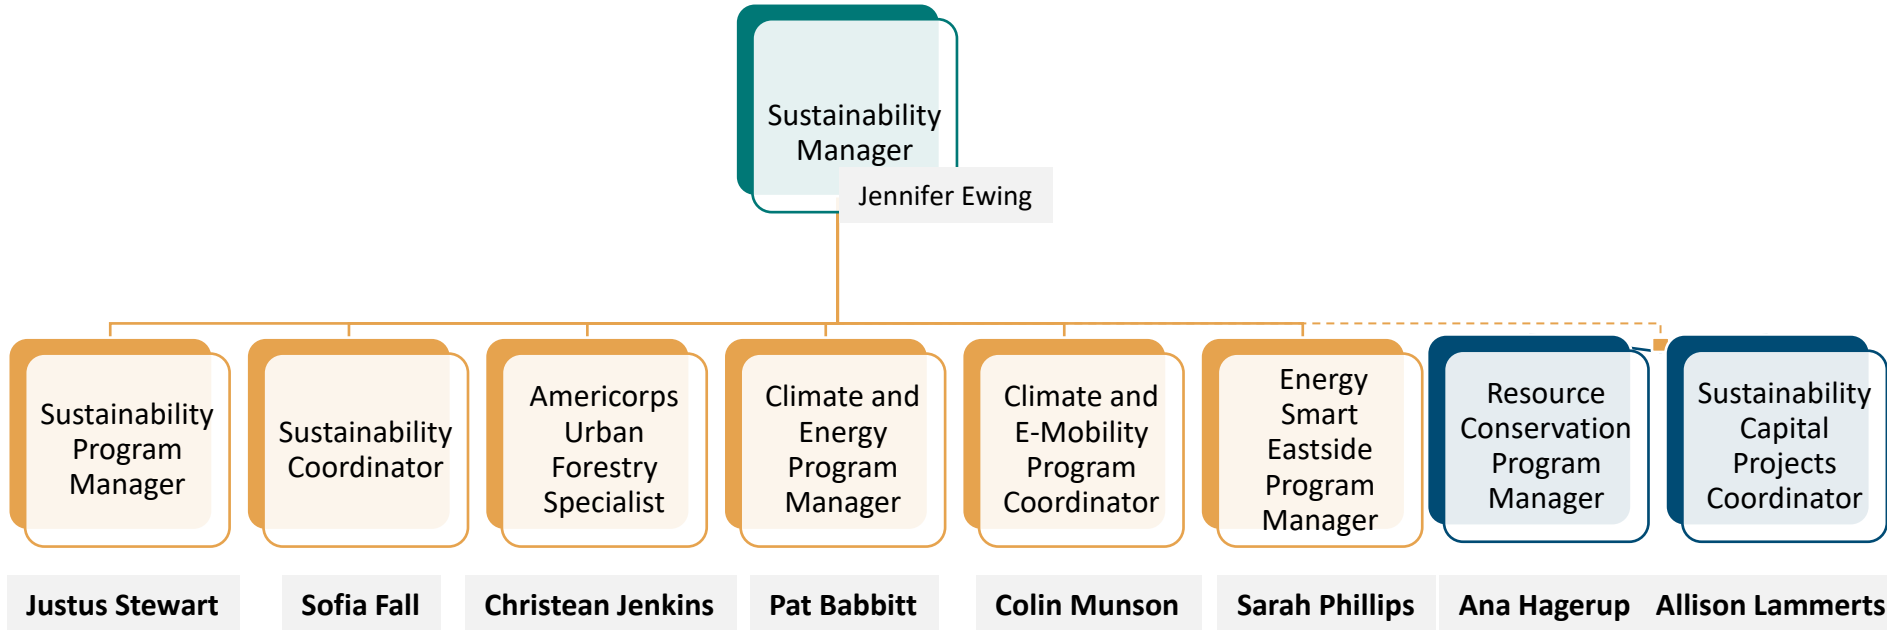 Sustainability
Manager
Jennifer Ewing
Sustainability
Program
Manager
Sustainability
Coordinator
Americorps
Urban
Forestry
Specialist
Climate and
Energy
Program
Manager
Climate and
E-Mobility
Program
Coordinator
Energy
Smart
Eastside
Program
Manager
Resource
Conservation
Program
Manager
Sustainability
Capital
Projects
Coordinator
Justus Stewart
Sofia Fall
Christean Jenkins
Pat Babbitt
Colin Munson
Sarah Phillips
Ana Hagerup
Allison Lammerts